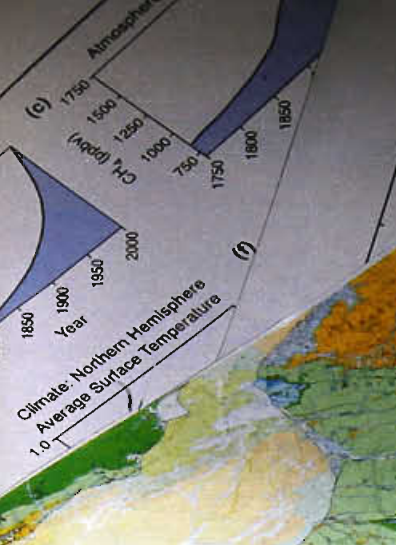 (c)
Atmosphere
1750
1500
1250
1000
750
CH₄ (ppbv)
1750
1800
1850
1850
1900
1950
2000
Year
(f)
Climate: Northern Hemisphere
Average Surface Temperature
1.0